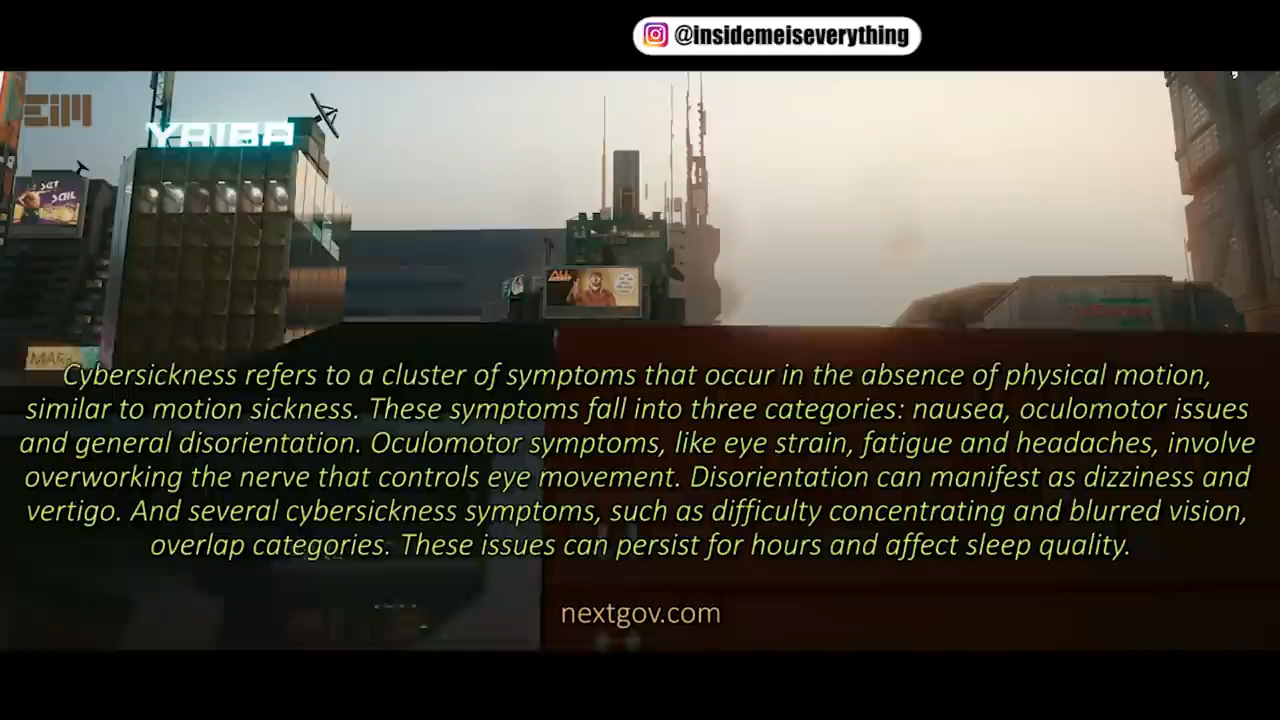 @insidemeiseverything
EIM
YAIBA
SET
SAIL
ALL
Cybersickness refers to a cluster of symptoms that occur in the absence of physical motion,
similar to motion sickness. These symptoms fall into three categories: nausea, oculomotor issues
and general disorientation. Oculomotor symptoms, like eye strain, fatigue and headaches, involve
overworking the nerve that controls eye movement. Disorientation can manifest as dizziness and
vertigo. And several cybersickness symptoms, such as difficulty concentrating and blurred vision,
overlap categories. These issues can persist for hours and affect sleep quality.
nextgov.com